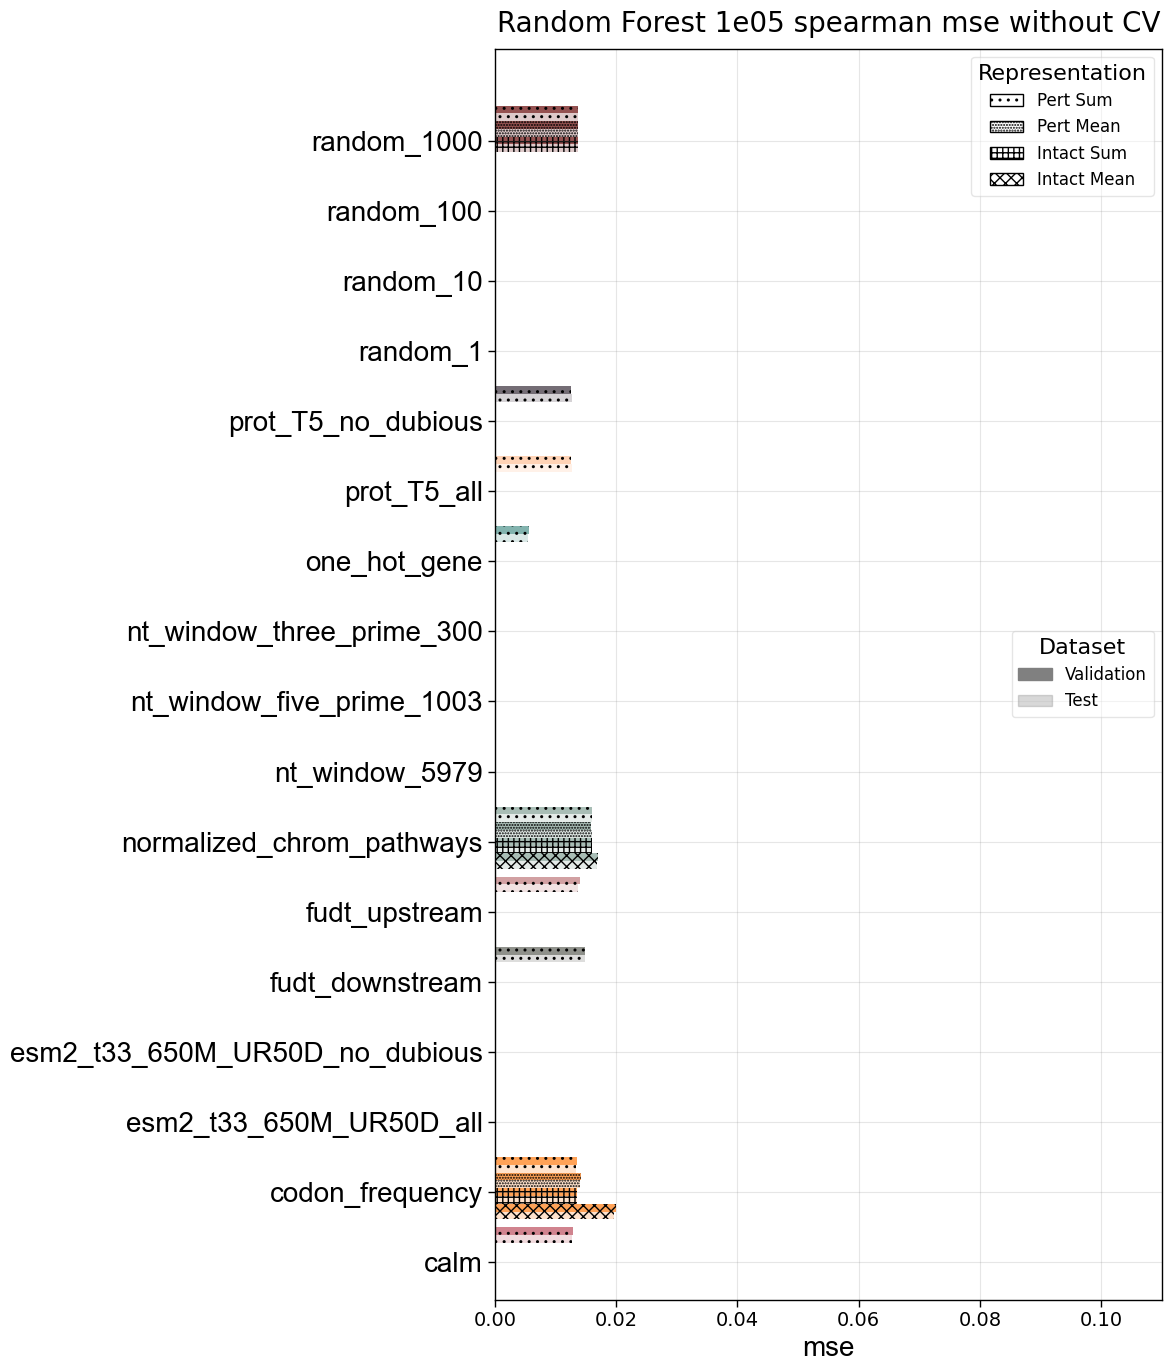 Random Forest 1e05 spearman mse without CV
Representation
Pert Sum
Pert Mean
Intact Sum
Intact Mean
random_1000
random_100
random_10
random_1
prot_T5_no_dubious
prot_T5_all
one_hot_gene
nt_window_three_prime_300
Dataset
Validation
Test
nt_window_five_prime_1003
nt_window_5979
normalized_chrom_pathways
fudt_upstream
fudt_downstream
esm2_t33_650M_UR50D_no_dubious
esm2_t33_650M_UR50D_all
codon_frequency
calm
0.00 0.02 0.04 0.06 0.08 0.10
mse